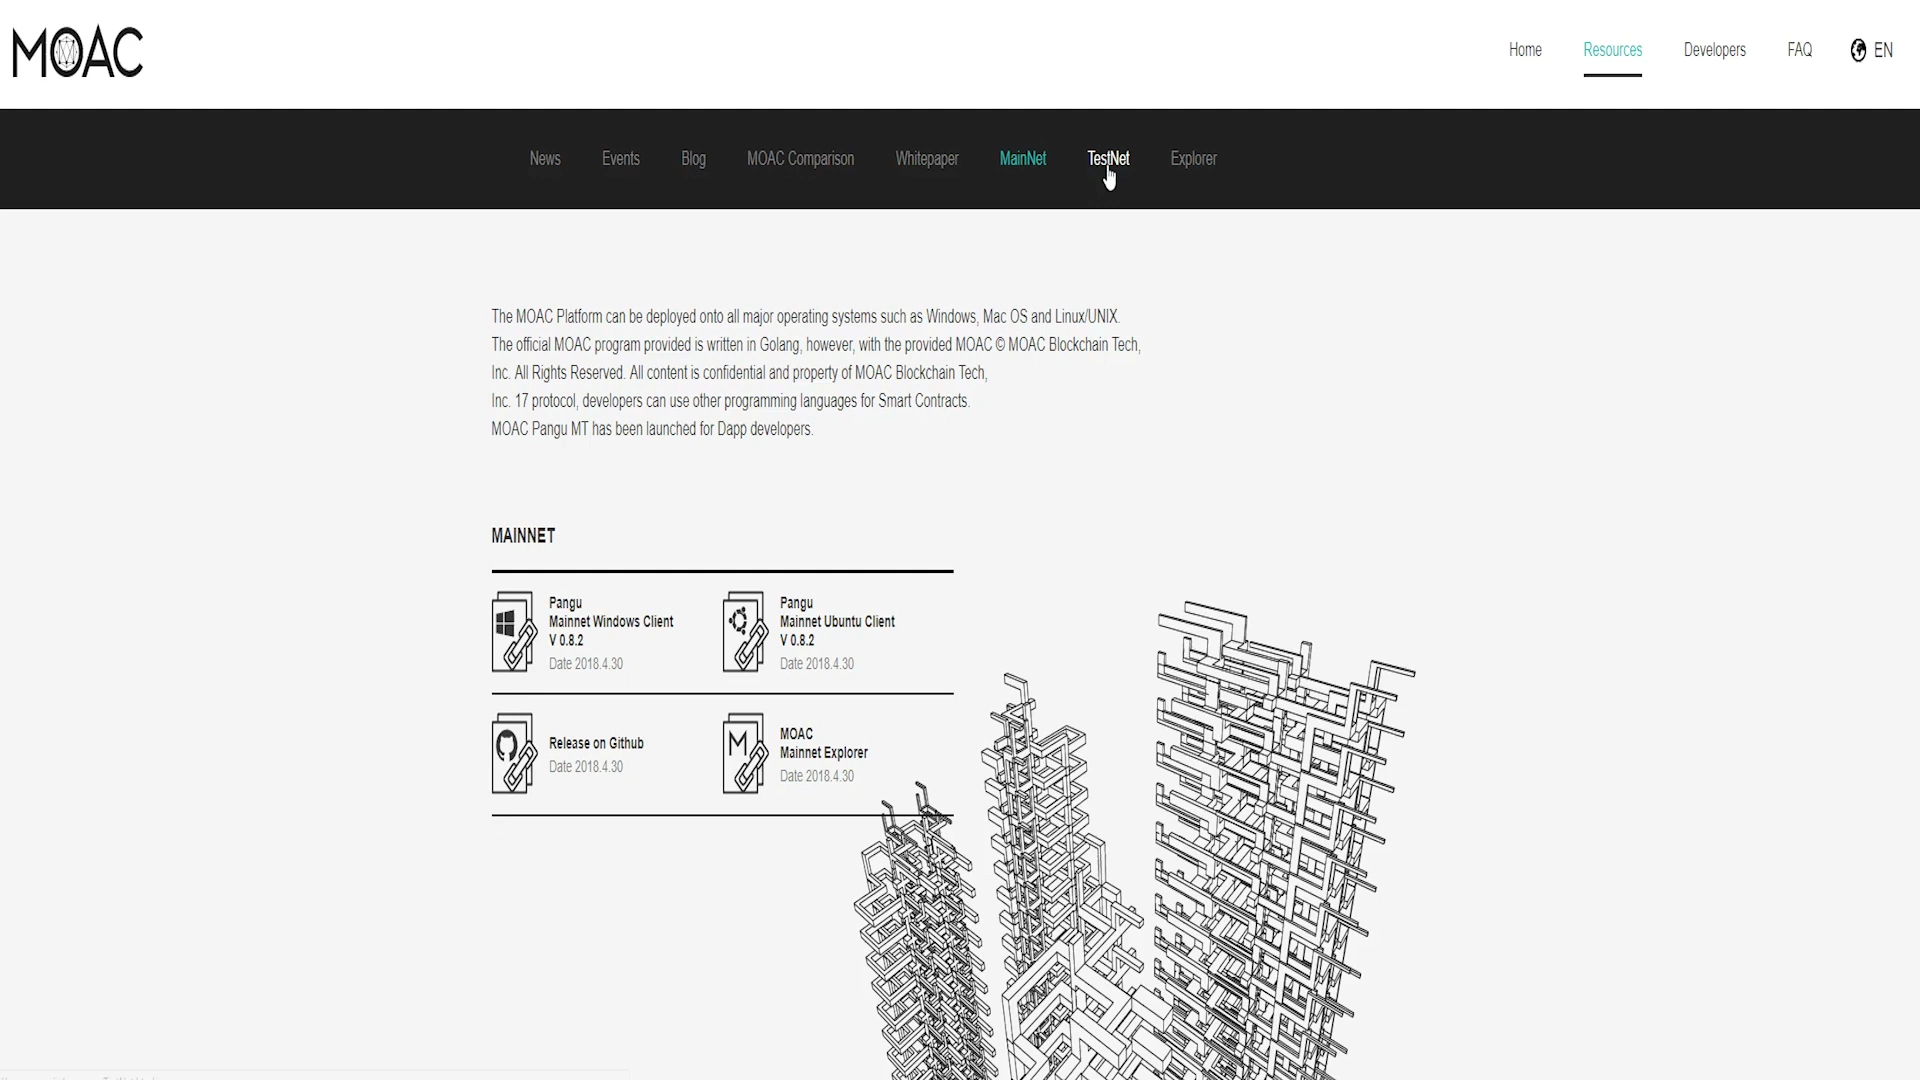 MOAC
Home Resources Developers FAQ EN
News Events Blog MOAC Comparison Whitepaper MainNet TestNet Explorer
The MOAC Platform can be deployed onto all major operating systems such as Windows, Mac OS and Linux/UNIX.
The official MOAC program provided is written in Golang, however, with the provided MOAC © MOAC Blockchain Tech,
Inc. All Rights Reserved. All content is confidential and property of MOAC Blockchain Tech,
Inc. 17 protocol, developers can use other programming languages for Smart Contracts.
MOAC Pangu MT has been launched for Dapp developers.
MAINNET
Pangu
Mainnet Windows Client
V 0.8.2
Date 2018.4.30
Pangu
Mainnet Ubuntu Client
V 0.8.2
Date 2018.4.30
Release on Github
Date 2018.4.30
M
MOAC
Mainnet Explorer
Date 2018.4.30